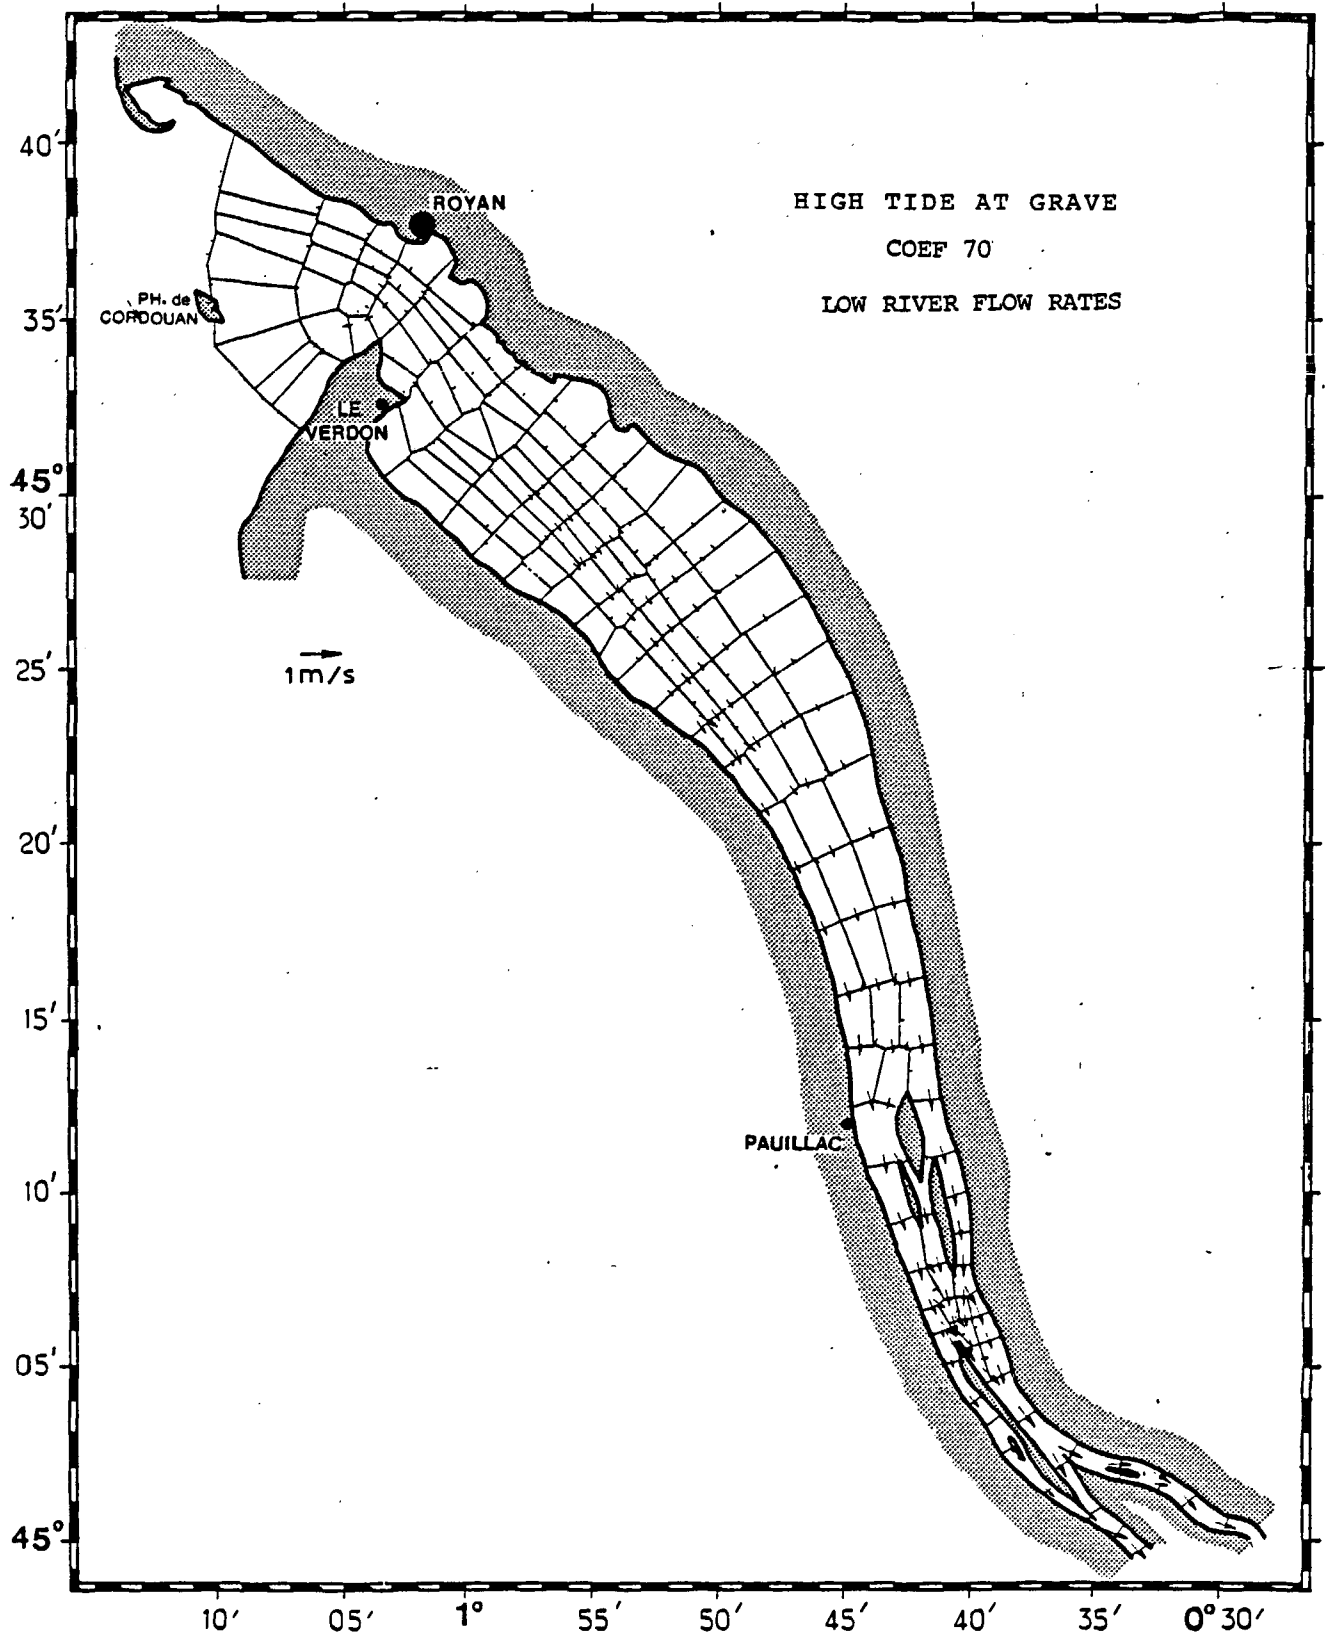 40'
ROYAN
HIGH TIDE AT GRAVE
COEF 70
LOW RIVER FLOW RATES
PH. de
CORDOUAN
35'
LE
VERDON
45°
30'
25'
1m/s
20'
15'
PAUILLAC
10'
05'
45°
10' 05' 1° 55' 50' 45' 40' 35' 0° 30'